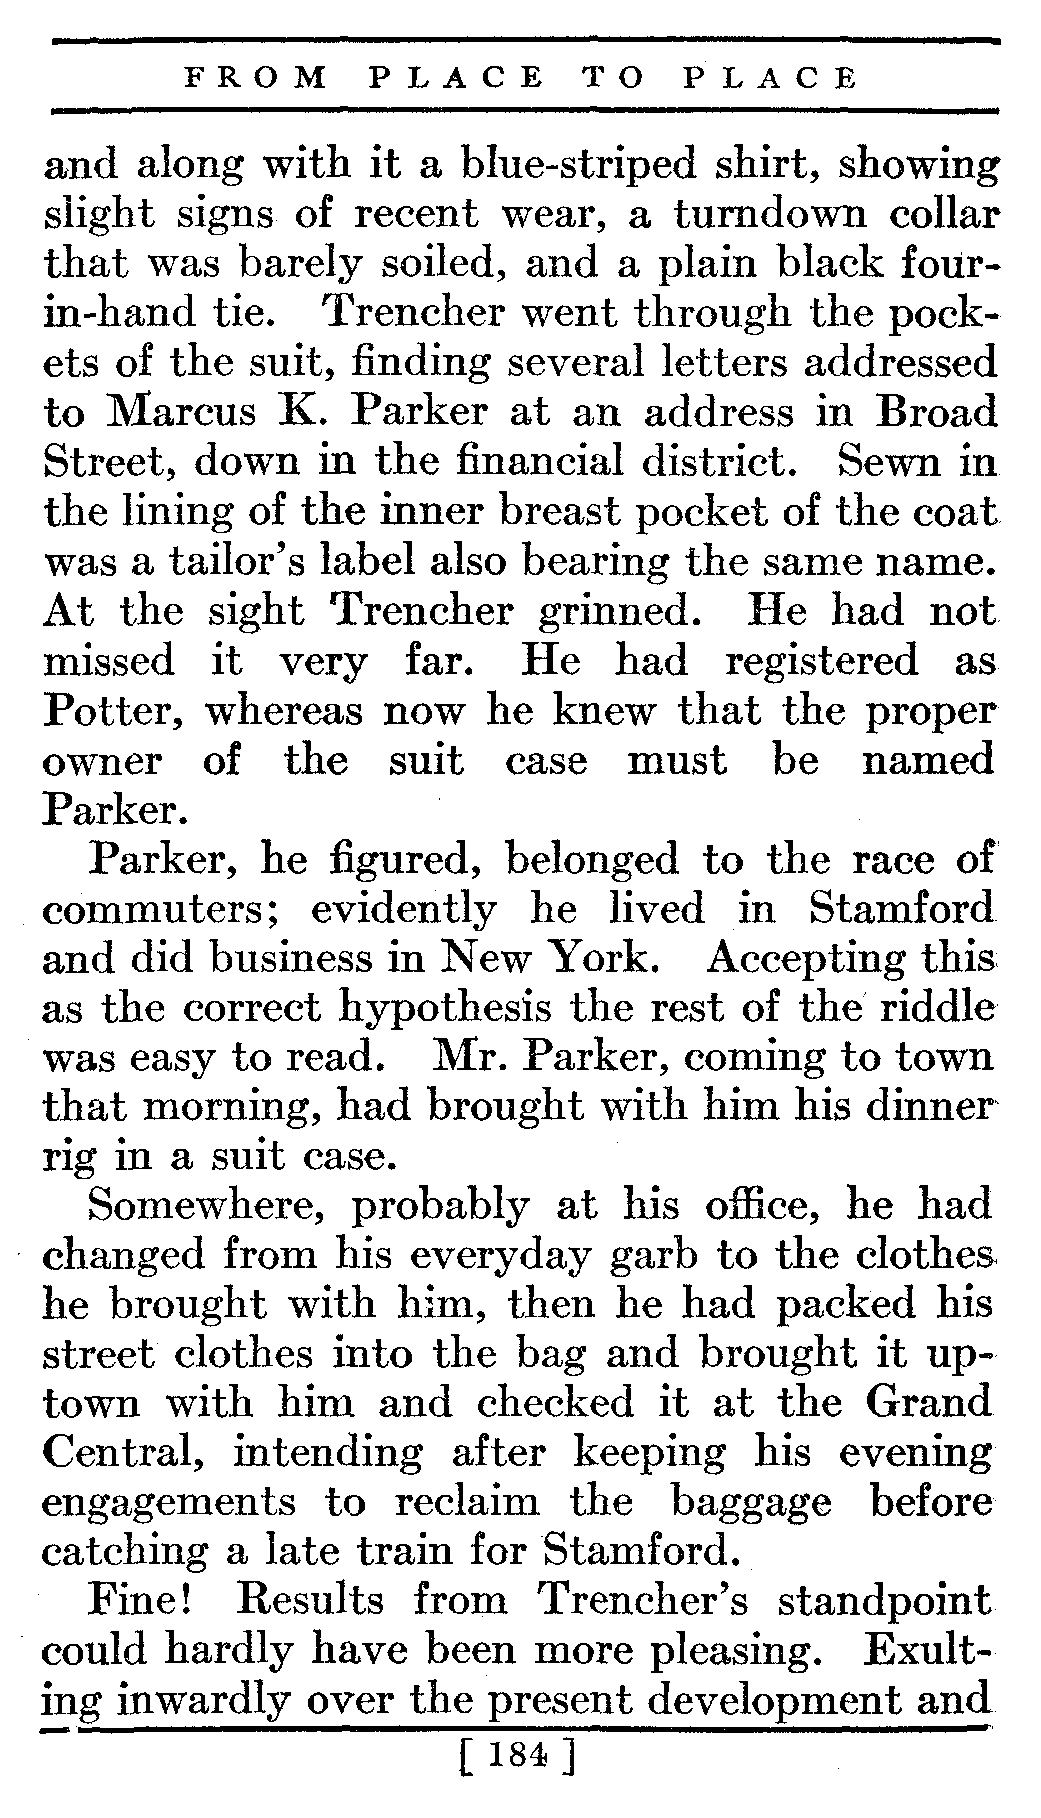 FROM PLACE TO PLACE
and along with it a blue-striped shirt, showing
slight signs of recent wear, a turndown collar
that was barely soiled, and a plain black four-
in-hand tie. Trencher went through the pock-
ets of the suit, finding several letters addressed
to Marcus K. Parker at an address in Broad
Street, down in the financial district. Sewn in
the lining of the inner breast pocket of the coat
was a tailor's label also bearing the same name.
At the sight Trencher grinned. He had not
missed it very far. He had registered as
Potter, whereas now he knew that the proper
owner of the suit case must be named
Parker.
Parker, he figured, belonged to the race of
commuters; evidently he lived in Stamford
and did business in New York. Accepting this
as the correct hypothesis the rest of the riddle
was easy to read. Mr. Parker, coming to town
that morning, had brought with him his dinner
rig in a suit case.
Somewhere, probably at his office, he had
changed from his everyday garb to the clothes
he brought with him, then he had packed his
street clothes into the bag and brought it up-
town with him and checked it at the Grand
Central, intending after keeping his evening
engagements to reclaim the baggage before
catching a late train for Stamford.
Fine! Results from Trencher's standpoint
could hardly have been more pleasing. Exult-
ing inwardly over the present development and
[ 184 ]